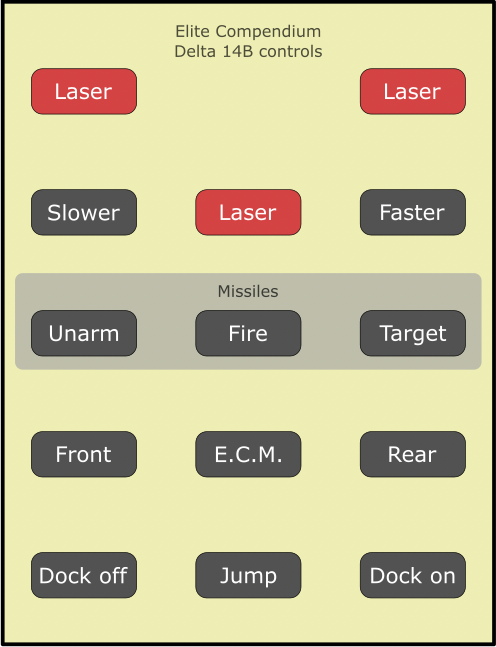 Elite Compendium
Delta 14B controls
Laser
Laser
Slower
Laser
Faster
Missiles
Unarm
Fire
Target
Front
E.C.M.
Rear
Dock off
Jump
Dock on